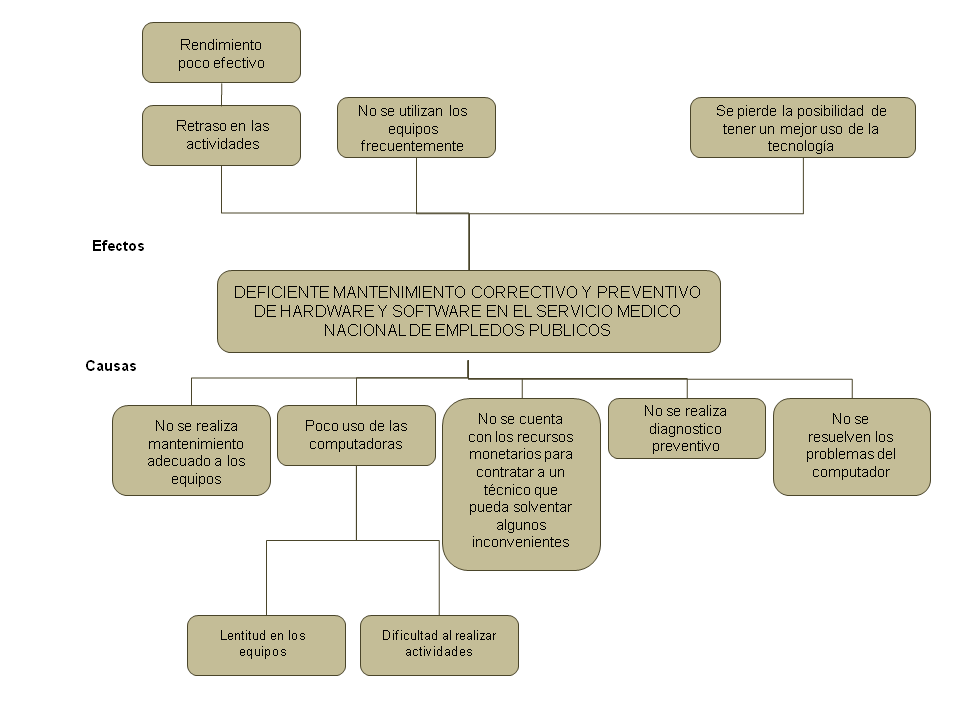 Rendimiento
poco efectivo
Retraso en las
actividades
No se utilizan los
equipos
frecuentemente
Se pierde la posibilidad de
tener un mejor uso de la
tecnología
Efectos
DEFICIENTE MANTENIMIENTO CORRECTIVO Y PREVENTIVO
DE HARDWARE Y SOFTWARE EN EL SERVICIO MEDICO
NACIONAL DE EMPLEDOS PUBLICOS
Causas
No se realiza
mantenimiento
adecuado a los
equipos
Poco uso de las
computadoras
No se cuenta
con los recursos
monetarios para
contratar a un
técnico que
pueda solventar
algunos
inconvenientes
No se realiza
diagnostico
preventivo
No se
resuelven los
problemas del
computador
Lentitud en los
equipos
Dificultad al realizar
actividades